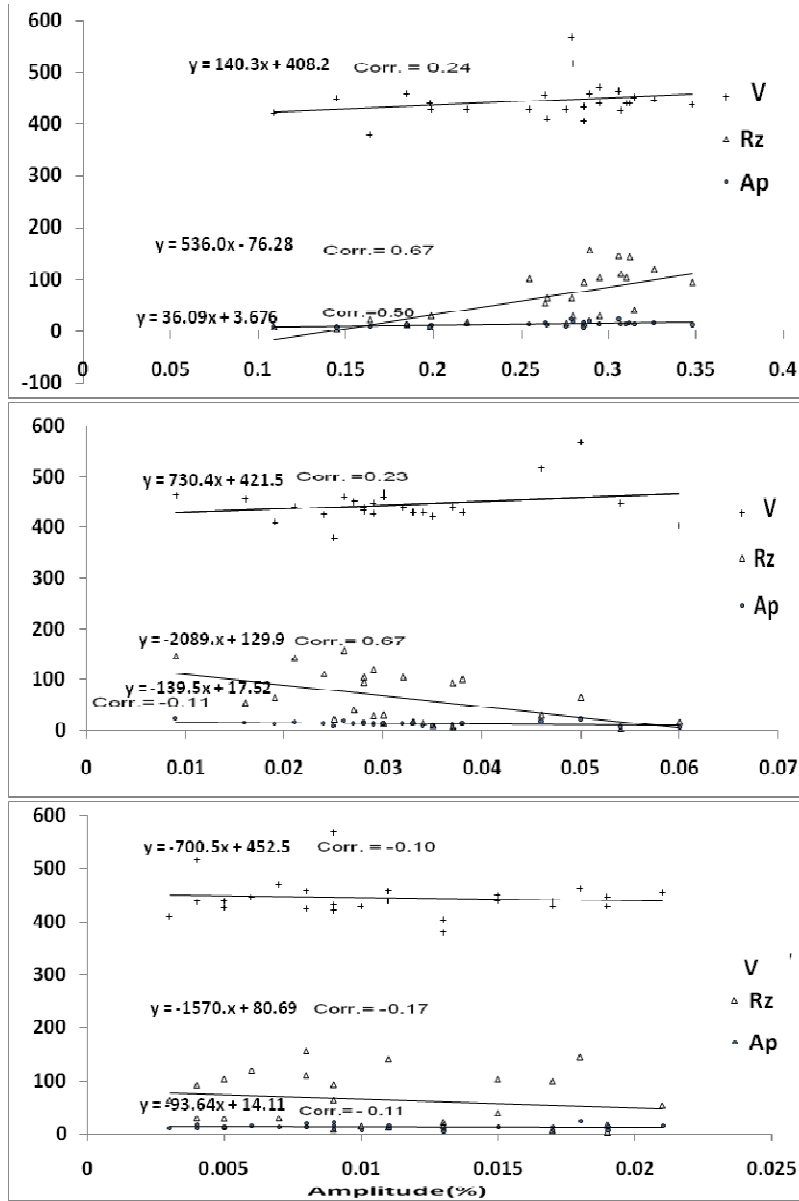 600
500
400
300
200
100
0
-100
y = 140.3x + 408.2 Corr. = 0.24
y = 536.0x - 76.28 Corr.= 0.67
y = 36.09x + 3.676 Corr.=0.50
V
Rz
Ap
0 0.05 0.1 0.15 0.2 0.25 0.3 0.35 0.4
600
500
400
300
200
100
0
y = 730.4x + 421.5 Corr. =0.23
y = -2089.x + 129.9 Corr.= 0.67
y = -139.5x + 17.52
Corr.= -0.11
V
Rz
Ap
0 0.01 0.02 0.03 0.04 0.05 0.06 0.07
600
500
400
300
200
100
0
y = -700.5x + 452.5 Corr. = -0.10
y = -1570.x + 80.69 Corr. = -0.17
y = -93.64x + 14.11 Corr.= - 0.11
V
Rz
Ap
0 0.005 0.01 0.015 0.02 0.025
Amplitude(%)